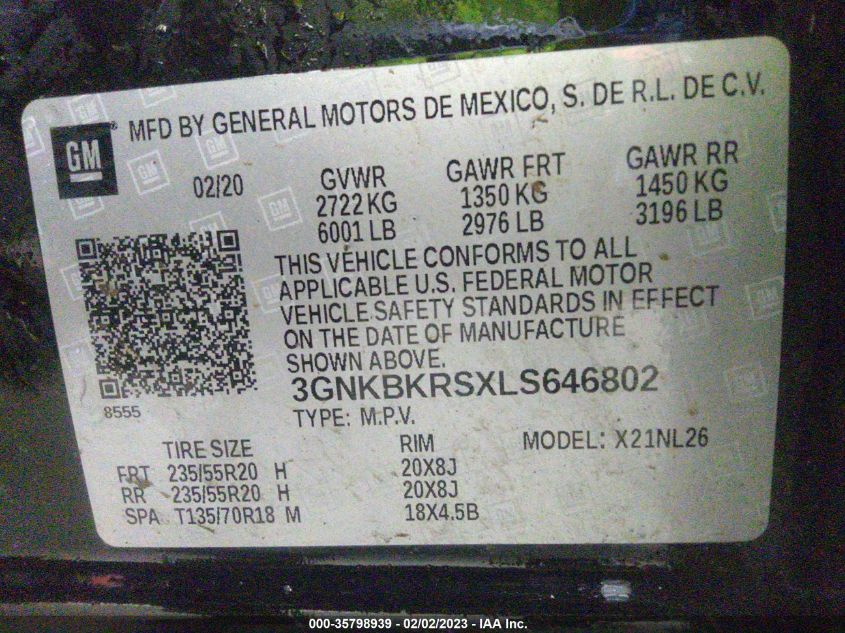 GM® MFD BY GENERAL MOTORS DE MEXICO, S. DE R.L. DE C.V.
02/20 GVWR GAWR FRT GAWR RR
2722 KG 1350 KG 1450 KG
6001 LB 2976 LB 3196 LB
THIS VEHICLE CONFORMS TO ALL
APPLICABLE U.S. FEDERAL MOTOR
VEHICLE SAFETY STANDARDS IN EFFECT
ON THE DATE OF MANUFACTURE
SHOWN ABOVE.
3GNKBKRSXLS646802
8555 TYPE: M.P.V.
TIRE SIZE RIM MODEL: X21NL26
FRT 235/55R20 H 20X8J
RR 235/55R20 H 20X8J
SPA T135/70R18 M 18X4.5B
000-35798939 / 02/02/2023 - IAA Inc.